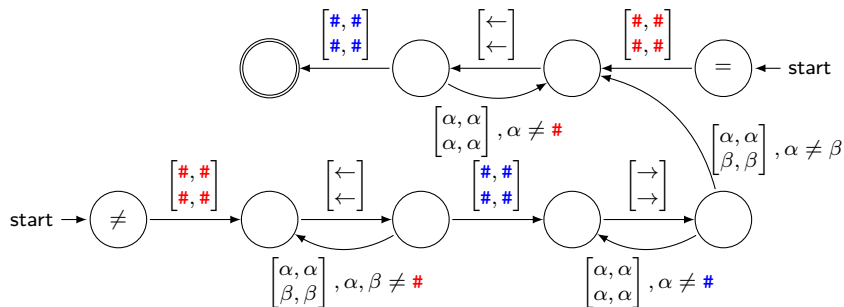 [#, #
#, #] [←
←] [#, #
#, #] = start
[α, α
α, α], α ≠ # [α, α
β, β], α ≠ β
start ≠ [#, #
#, #] [←
←] [#, #
#, #] [→
→]
[α, α
β, β], α, β ≠ # [α, α
α, α], α ≠ #